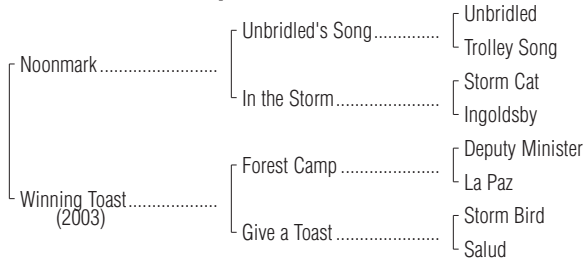 Unbridled
Unbridled's Song..............
Trolley Song
Noonmark........................
Storm Cat
In the Storm.....................
Ingoldsby
Deputy Minister
Forest Camp ....................
La Paz
Winning Toast..................
(2003)
Storm Bird
Give a Toast .....................
Salud